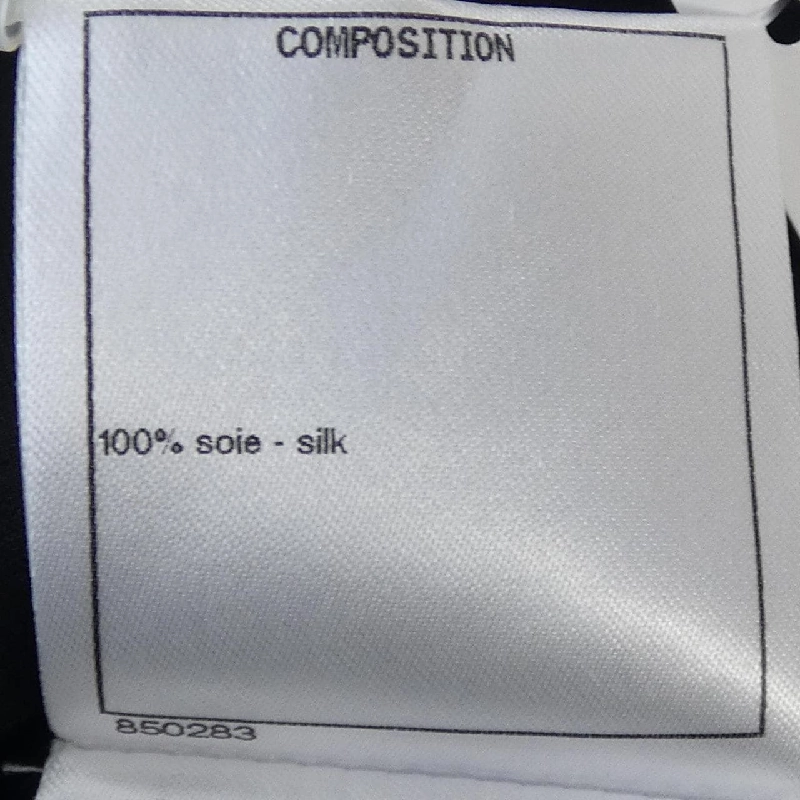 COMPOSITION
100% soie - silk
850283